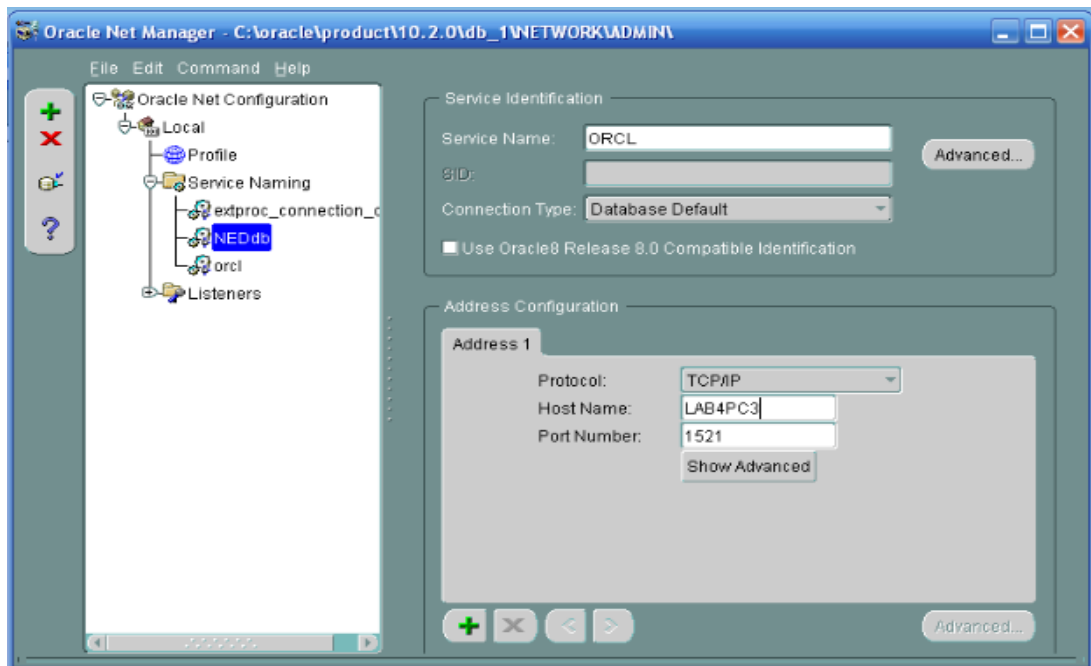 Oracle Net Manager - C:\oracle\product\10.2.0\db_1\NETWORK\ADMIN\
File Edit Command Help
Oracle Net Configuration
Local
Profile
Service Naming
extproc_connection_c
NEDdb
orcl
Listeners
Service Identification
Service Name: ORCL
SID:
Connection Type: Database Default
Use Oracle8 Release 8.0 Compatible Identification
Advanced...
Address Configuration
Address 1
Protocol: TCP/IP
Host Name: LAB4PC3
Port Number: 1521
Show Advanced
Advanced...